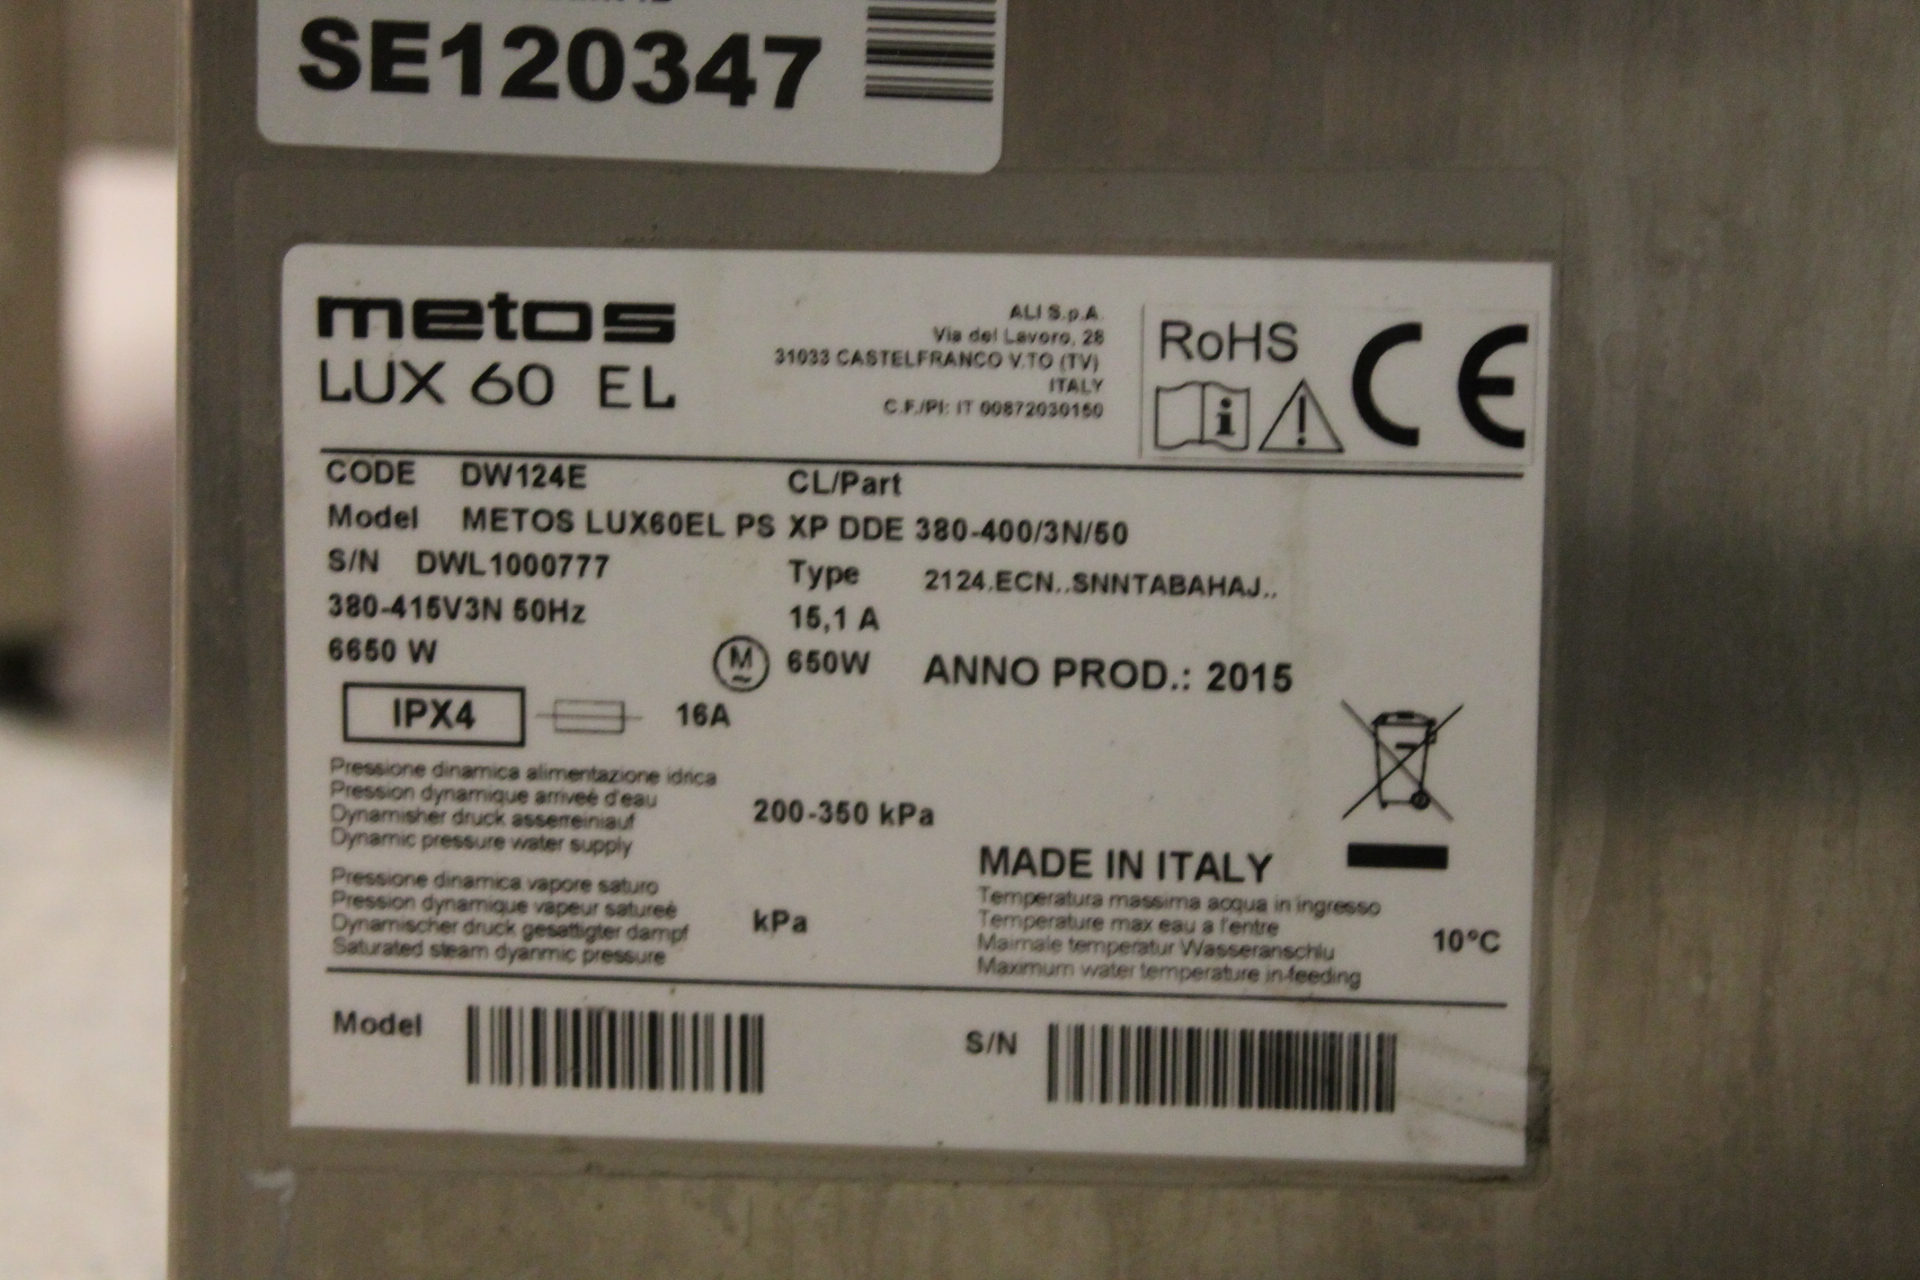 SE120347
metos
LUX 60 EL
ALI S.p.A.
Via del Lavoro, 28
31033 CASTELFRANCO V.TO (TV)
ITALY
C.F./PI: IT 00872030150
RoHS
CE
CODE DW124E CL/Part
Model METOS LUX60EL PS XP DDE 380-400/3N/50
S/N DWL1000777 Type 2124.ECN..SNNTABAHAJ..
380-415V3N 50Hz 15,1 A
6650 W M 650W ANNO PROD.: 2015
IPX4 16A
Pressione dinamica alimentazione idrica
Pression dynamique arriveè d'eau
Dynamisher druck asserreiniauf
Dynamic pressure water supply
200-350 kPa
Pressione dinamica vapore saturo
Pression dynamique vapeur satureè
Dynamischer druck gesattigter dampf
Saturated steam dyanmic pressure
kPa
MADE IN ITALY
Temperatura massima acqua in ingresso
Temperature max eau a l'entre
Maimale temperatur Wasseranschlu
Maximum water temperature in-feeding
10°C
Model
S/N